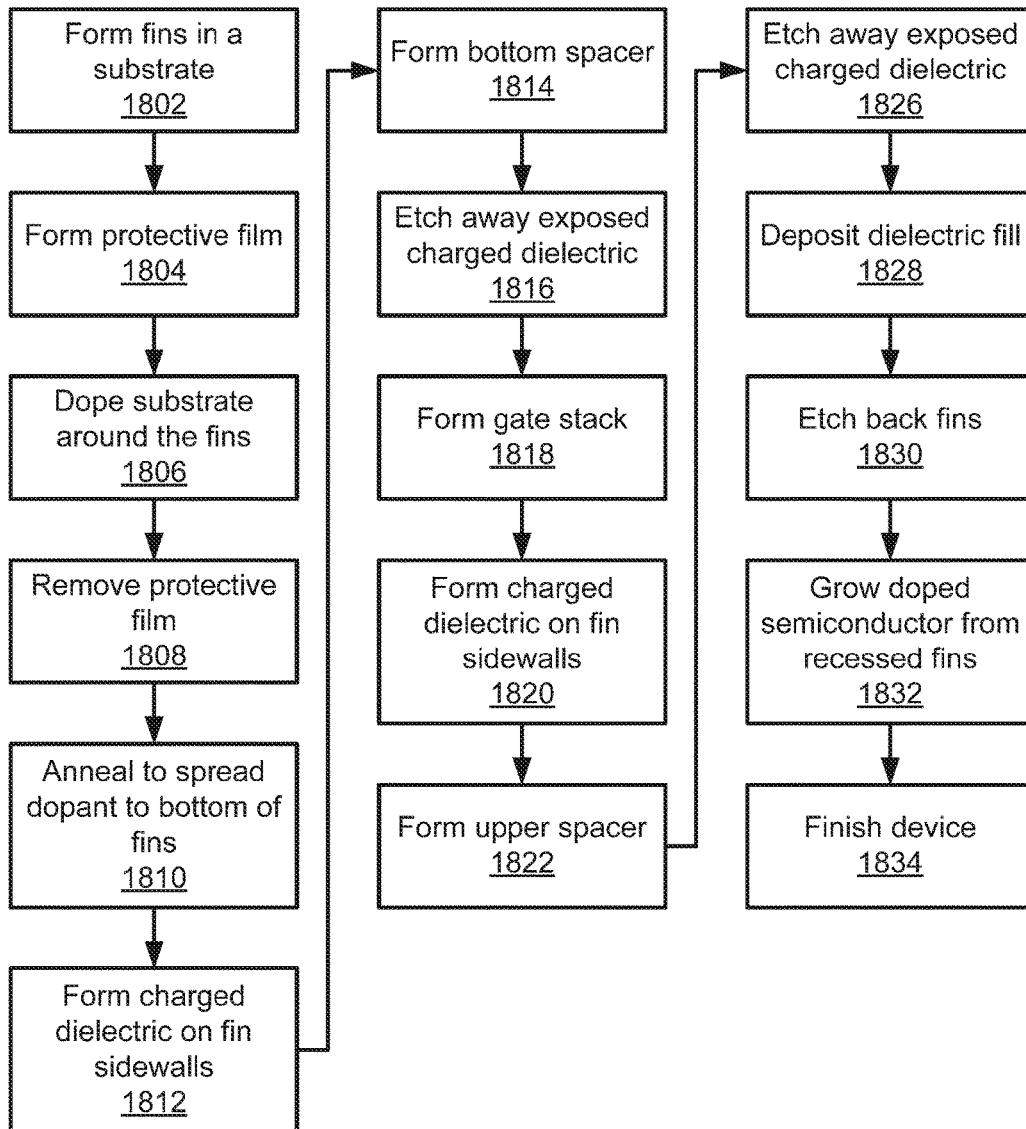 Form fins in a
substrate
1802
Form protective film
1804
Dope substrate
around the fins
1806
Remove protective
film
1808
Anneal to spread
dopant to bottom of
fins
1810
Form charged
dielectric on fin
sidewalls
1812
Form bottom spacer
1814
Etch away exposed
charged dielectric
1816
Form gate stack
1818
Form charged
dielectric on fin
sidewalls
1820
Form upper spacer
1822
Etch away exposed
charged dielectric
1826
Deposit dielectric fill
1828
Etch back fins
1830
Grow doped
semiconductor from
recessed fins
1832
Finish device
1834